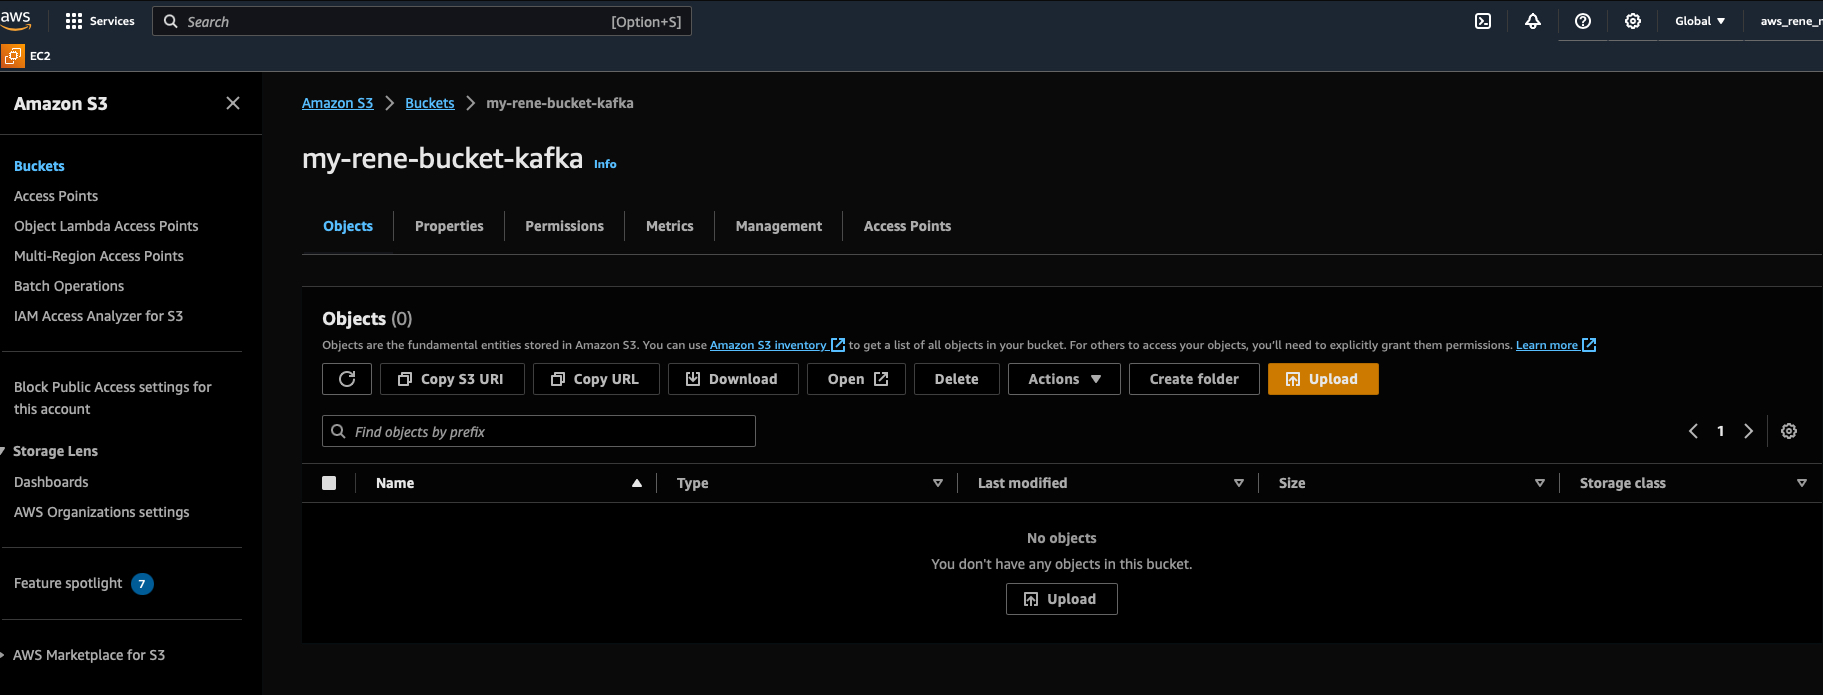 aws
Services
Search
[Option+S]
Global
EC2
Amazon S3
Buckets
Access Points
Object Lambda Access Points
Multi-Region Access Points
Batch Operations
IAM Access Analyzer for S3
Block Public Access settings for
this account
Storage Lens
Dashboards
AWS Organizations settings
Feature spotlight 7
AWS Marketplace for S3
Amazon S3 > Buckets > my-rene-bucket-kafka
my-rene-bucket-kafka Info
Objects Properties Permissions Metrics Management Access Points
Objects (0)
Objects are the fundamental entities stored in Amazon S3. You can use Amazon S3 inventory to get a list of all objects in your bucket. For others to access your objects, you'll need to explicitly grant them permissions. Learn more
Copy S3 URI Copy URL Download Open Delete Actions Create folder Upload
Find objects by prefix
1
Name Type Last modified Size Storage class
No objects
You don't have any objects in this bucket.
Upload